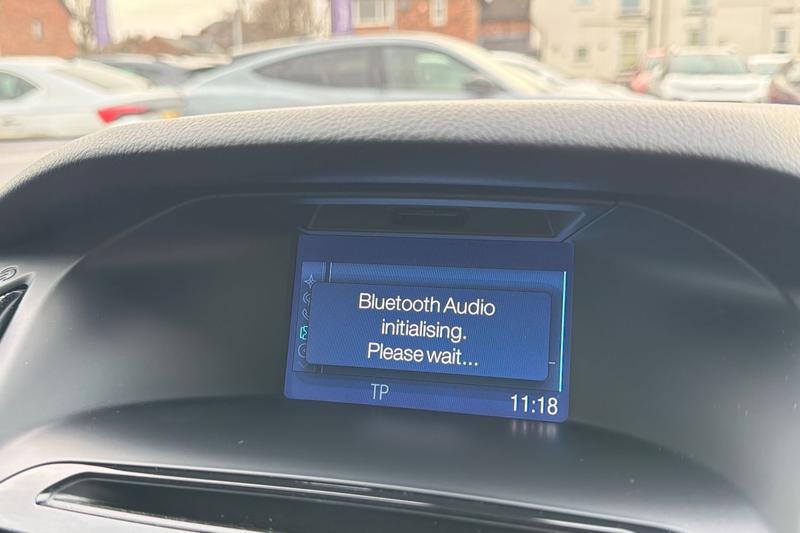 Bluetooth Audio
initialising.
Please wait...
TP
11:18